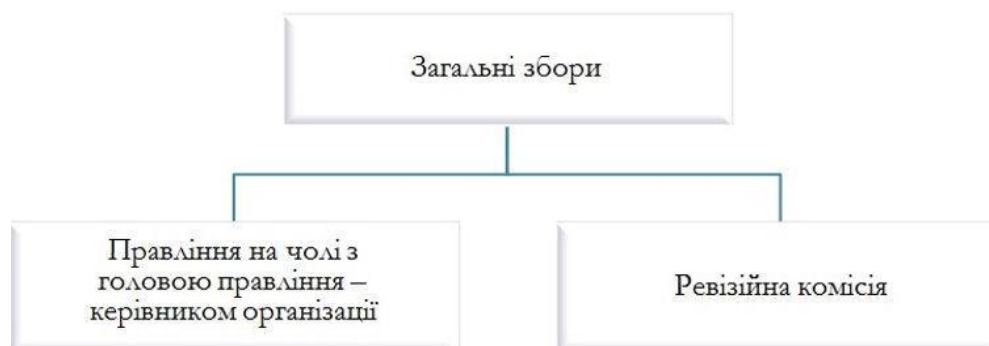 Загальні збори
Правління на чолі з
головою правління –
керівником організації
Ревізійна комісія